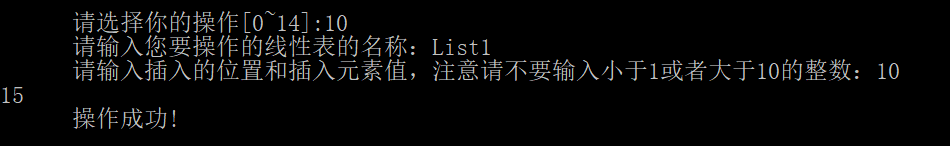 请选择你的操作[0~14]:10
请输入您要操作的线性表的名称：List1
请输入插入的位置和插入元素值，注意请不要输入小于1或者大于10的整数：10
15
操作成功!